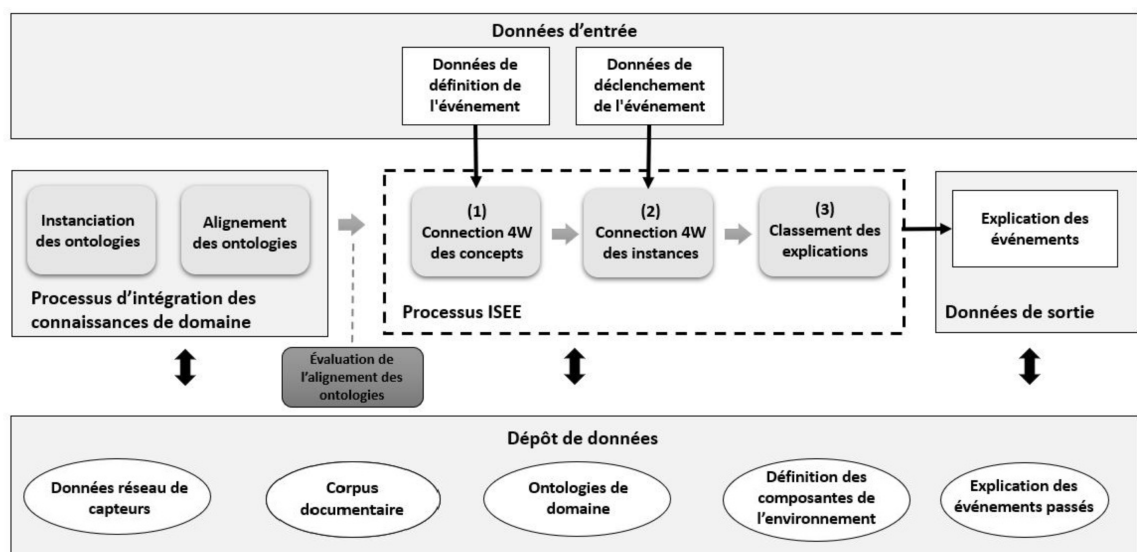 Données d’entrée
Données de
définition de
l'événement
Données de
déclenchement
de l'événement
Instanciation
des ontologies
Alignement
des ontologies
Processus d’intégration des
connaissances de domaine
(1)
Connection 4W
des concepts
(2)
Connection 4W
des instances
(3)
Classement des
explications
Processus ISEE
Explication des
événements
Données de sortie
Évaluation de
l’alignement des
ontologies
Dépôt de données
Données réseau de
capteurs
Corpus
documentaire
Ontologies de
domaine
Définition des
composantes de
l’environnement
Explication des
événements passés